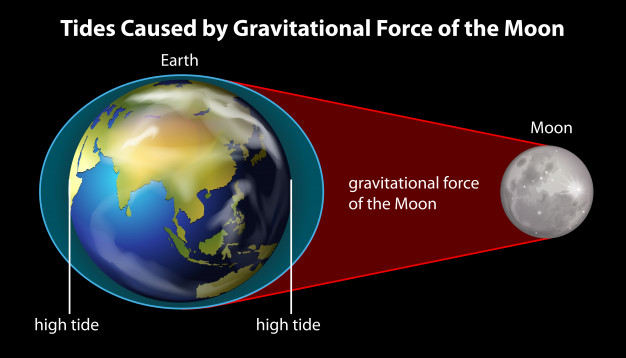 Tides Caused by Gravitational Force of the Moon
Earth
Moon
gravitational force
of the Moon
high tide
high tide